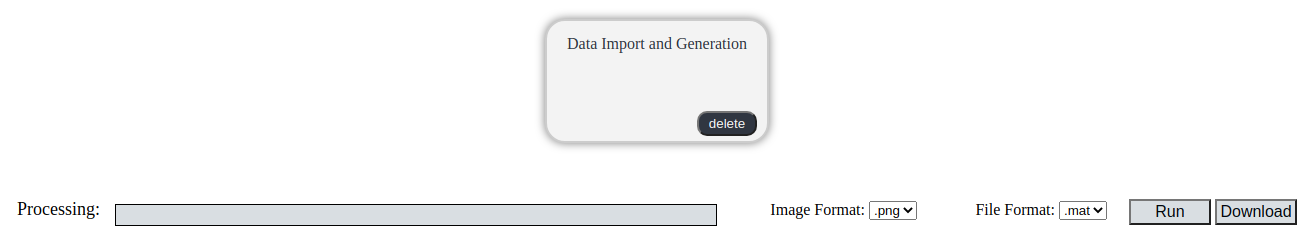 Data Import and Generation
delete
Processing: Image Format: .png File Format: .mat Run Download